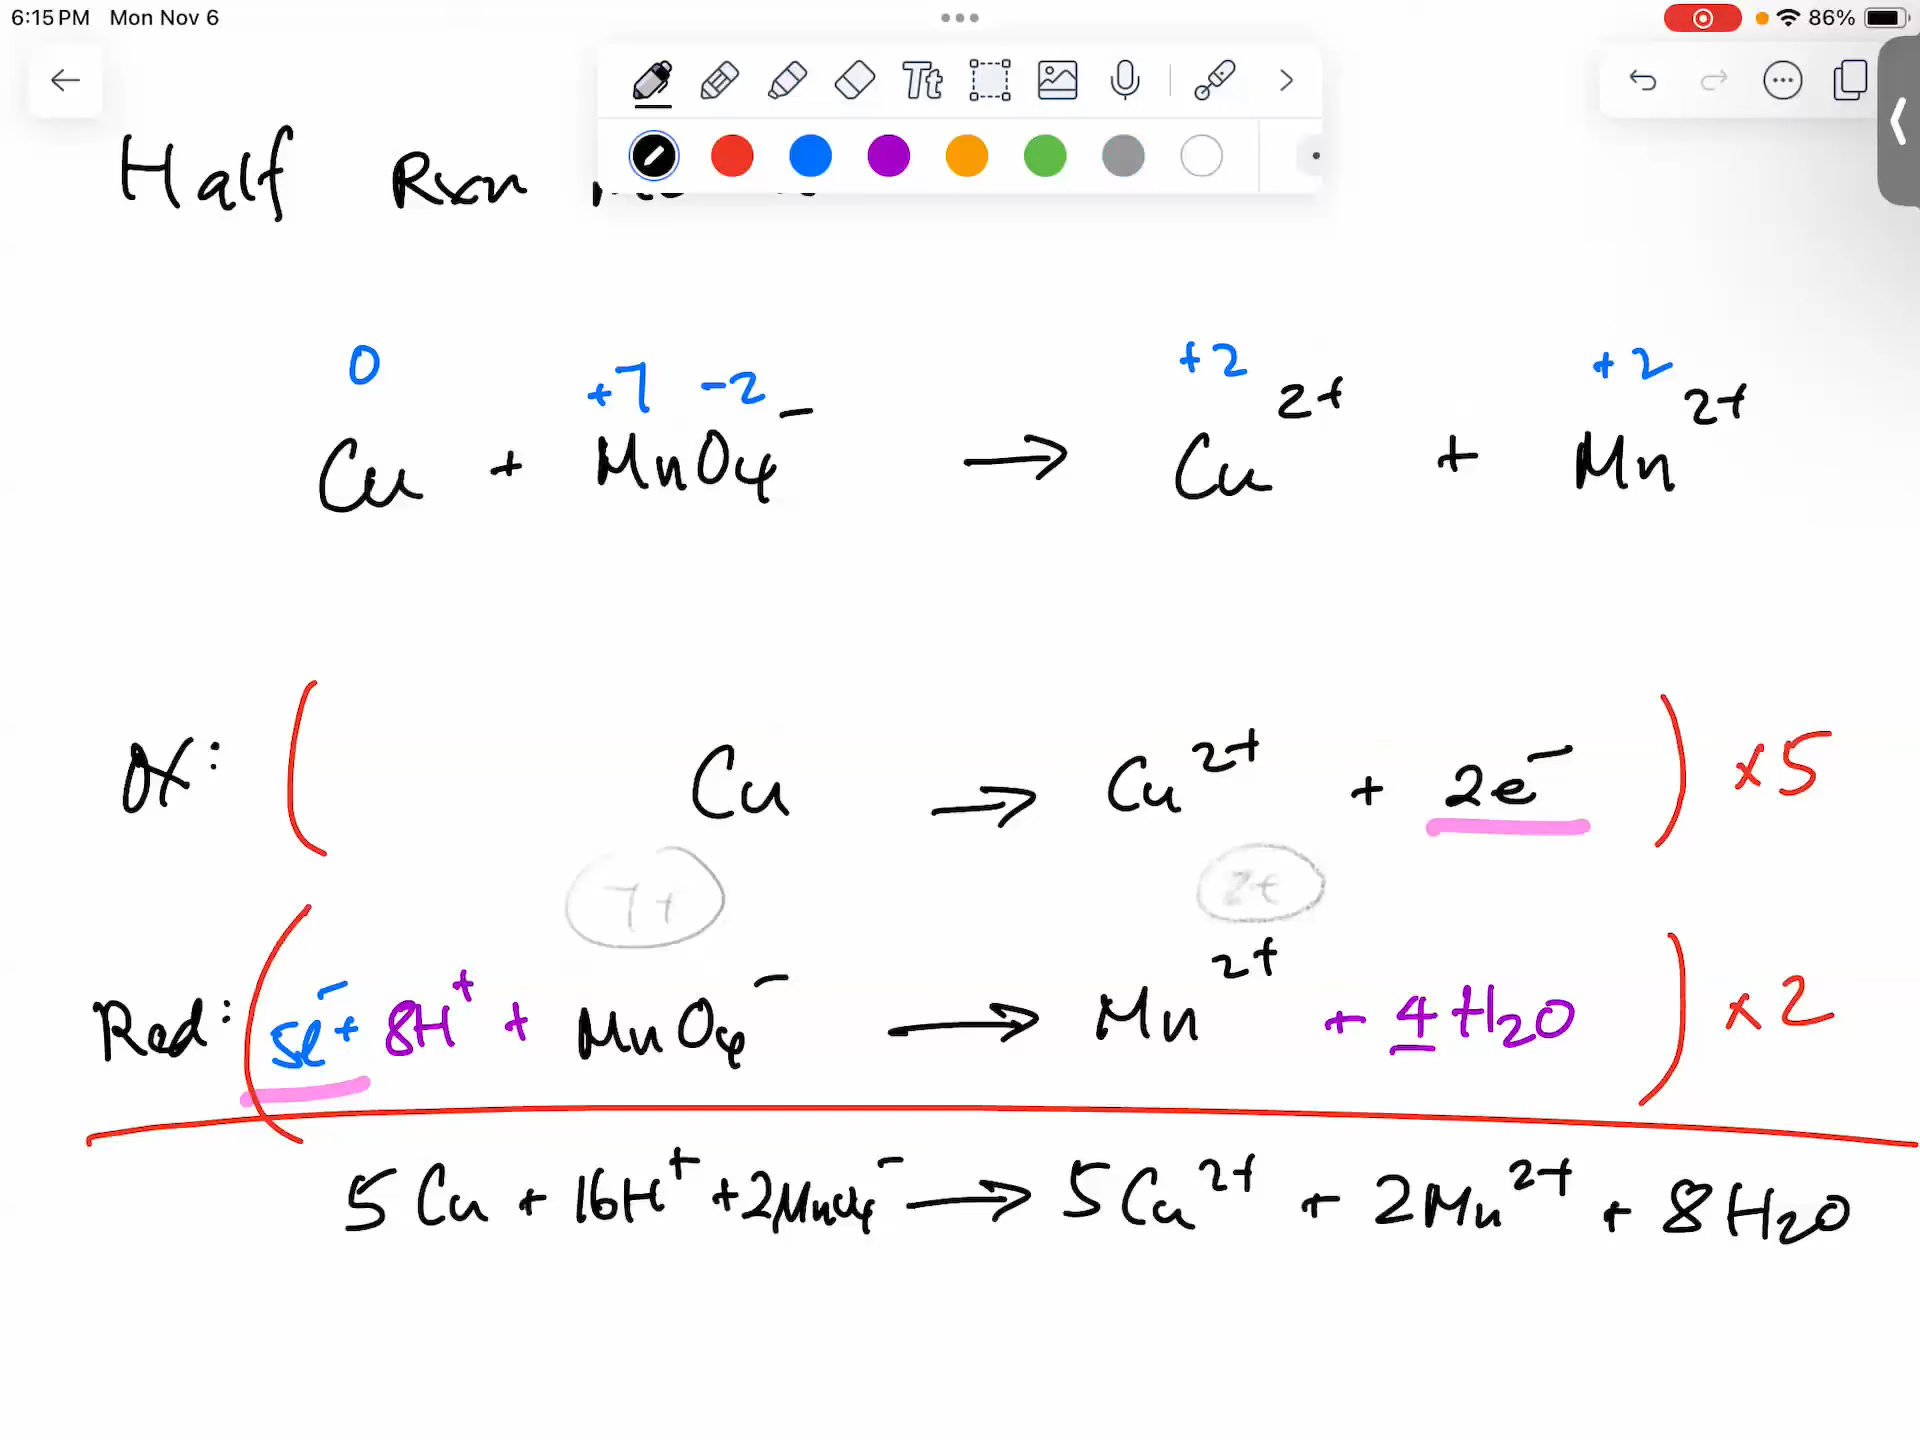 6:15 PM Mon Nov 6 86%
Tt
Half Rxn
0 +7 -2 +2 +2
Cu + MnO₄⁻ → Cu²⁺ + Mn²⁺
OX: ( Cu → Cu²⁺ + 2e⁻ ) x5
7+ 2+
Red: ( 5e⁻ + 8H⁺ + MnO₄⁻ → Mn²⁺ + 4H₂O ) x2
5Cu + 16H⁺ + 2MnO₄⁻ → 5Cu²⁺ + 2Mn²⁺ + 8H₂O